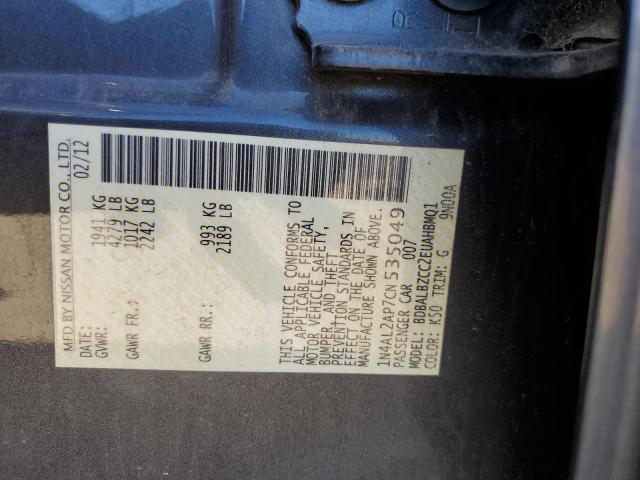 MFD BY NISSAN MOTOR CO., LTD.
DATE: 02/12
GVWR: 1941 KG
4279 LB
GAWR FR.: 1017 KG
2242 LB
GAWR RR.: 993 KG
2189 LB
THIS VEHICLE CONFORMS TO
ALL APPLICABLE FEDERAL
MOTOR VEHICLE SAFETY,
BUMPER, AND THEFT
PREVENTION STANDARDS IN
EFFECT ON THE DATE OF
MANUFACTURE SHOWN ABOVE.
1N4AL2AP7CN535049
PASSENGER CAR 007
MODEL: BDBALBZCC2EUAHBMQ1
COLOR: K50 TRIM: G 9N00A